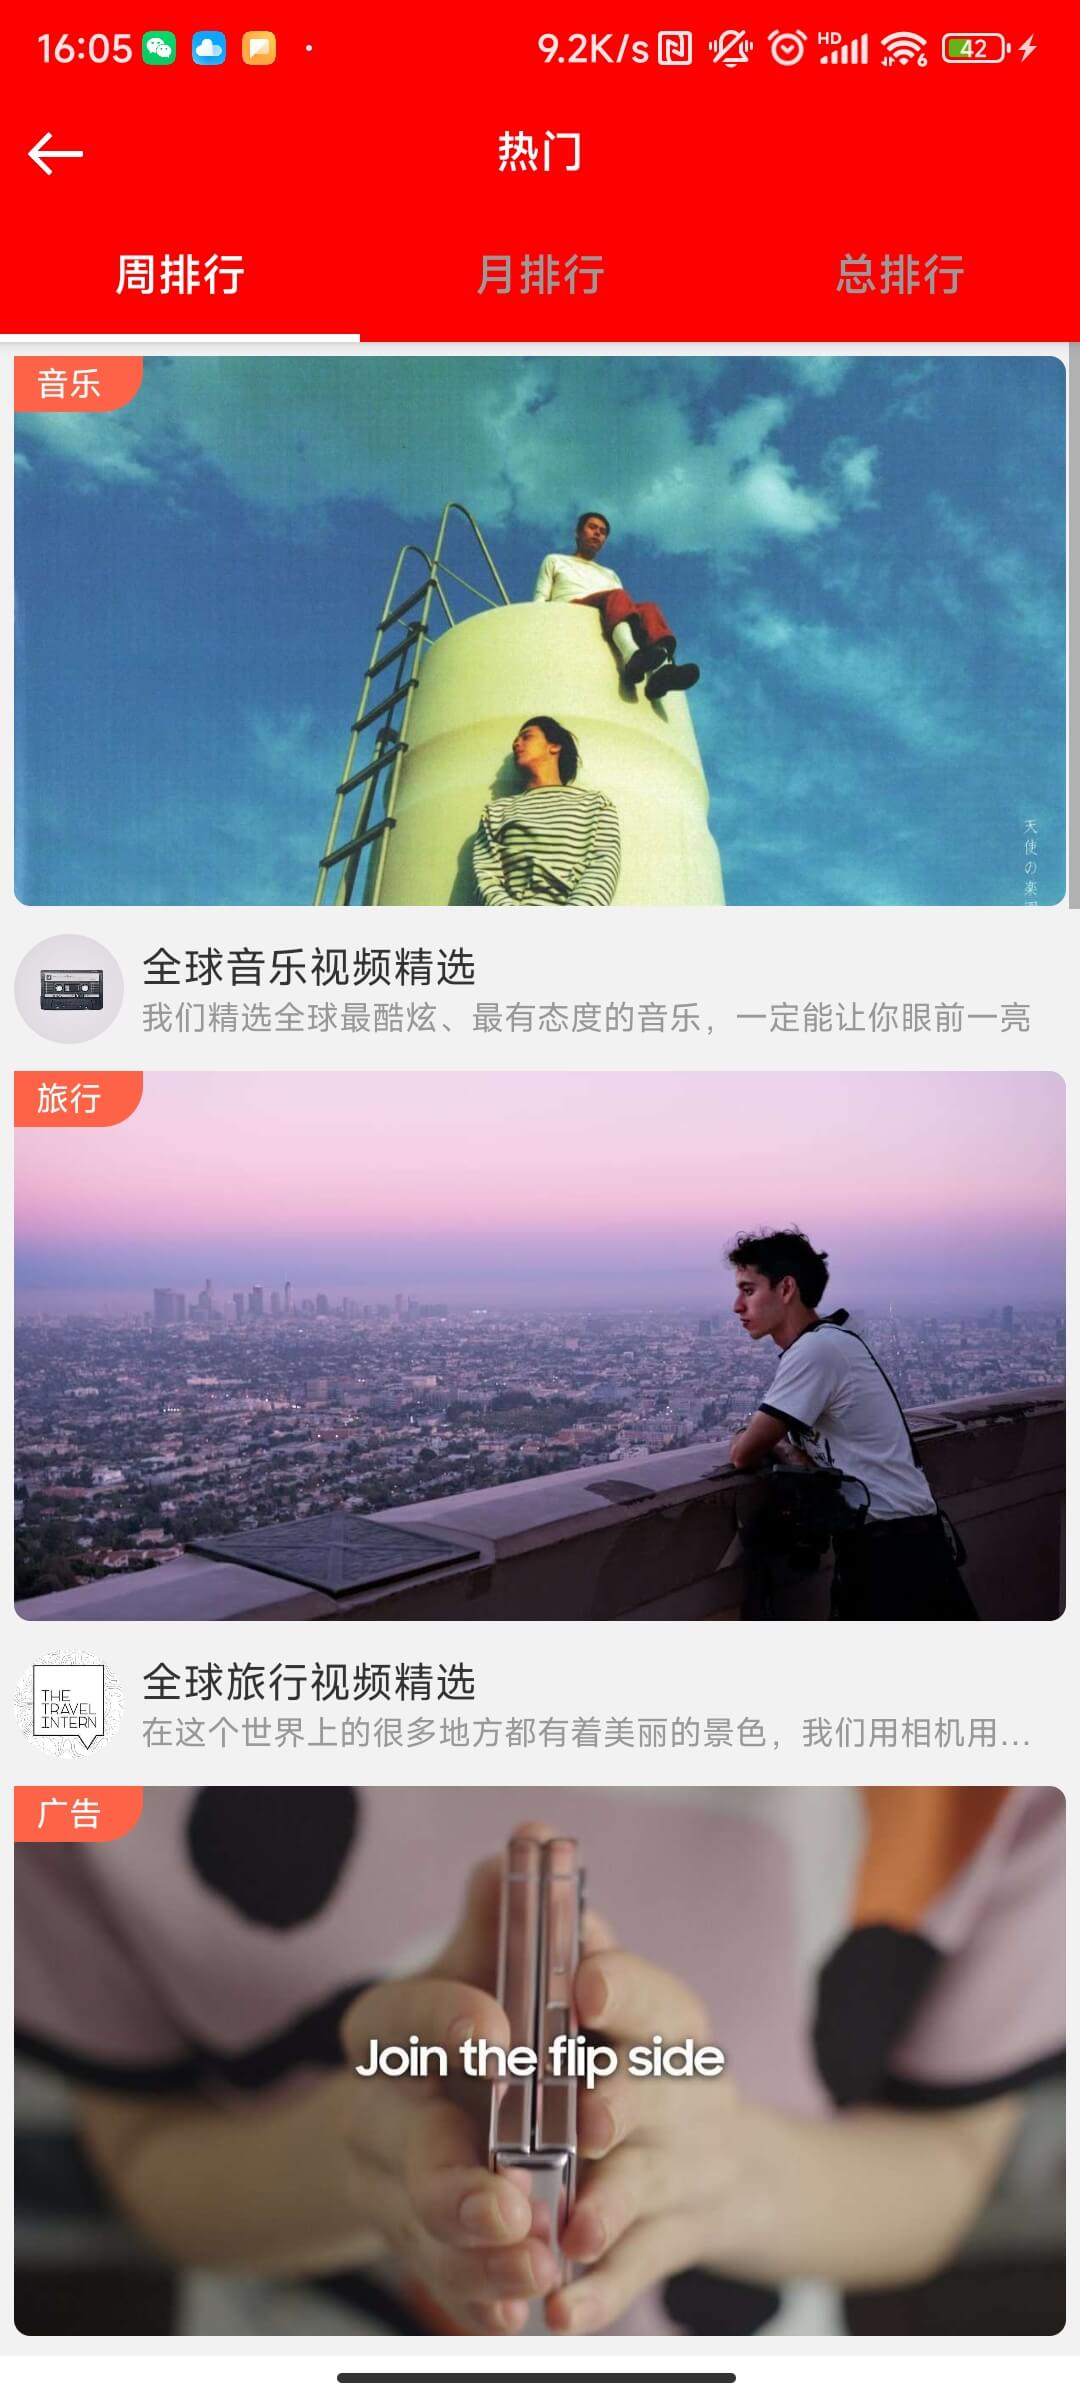 16:05
9.2K/s
HD
6
42
热门
周排行
月排行
总排行
音乐
天使の楽
全球音乐视频精选
我们精选全球最酷炫、最有态度的音乐，一定能让你眼前一亮
旅行
THE
TRAVEL
INTERN
全球旅行视频精选
在这个世界上的很多地方都有着美丽的景色，我们用相机用...
广告
Join the flip side